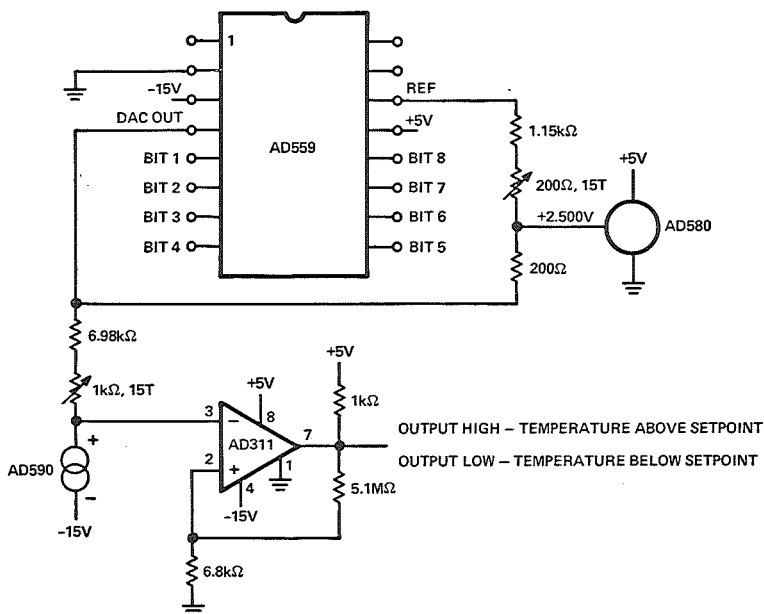 1
–15V
DAC OUT
BIT 1
BIT 2
BIT 3
BIT 4
AD559
REF
+5V
BIT 8
BIT 7
BIT 6
BIT 5
1.15kΩ
200Ω, 15T
+2.500V
200Ω
+5V
AD580
6.98kΩ
1kΩ, 15T
+
AD590
–
–15V
3
–
+5V
8
AD311
7
2
+
1
4
–15V
6.8kΩ
+5V
1kΩ
5.1MΩ
OUTPUT HIGH – TEMPERATURE ABOVE SETPOINT
OUTPUT LOW – TEMPERATURE BELOW SETPOINT